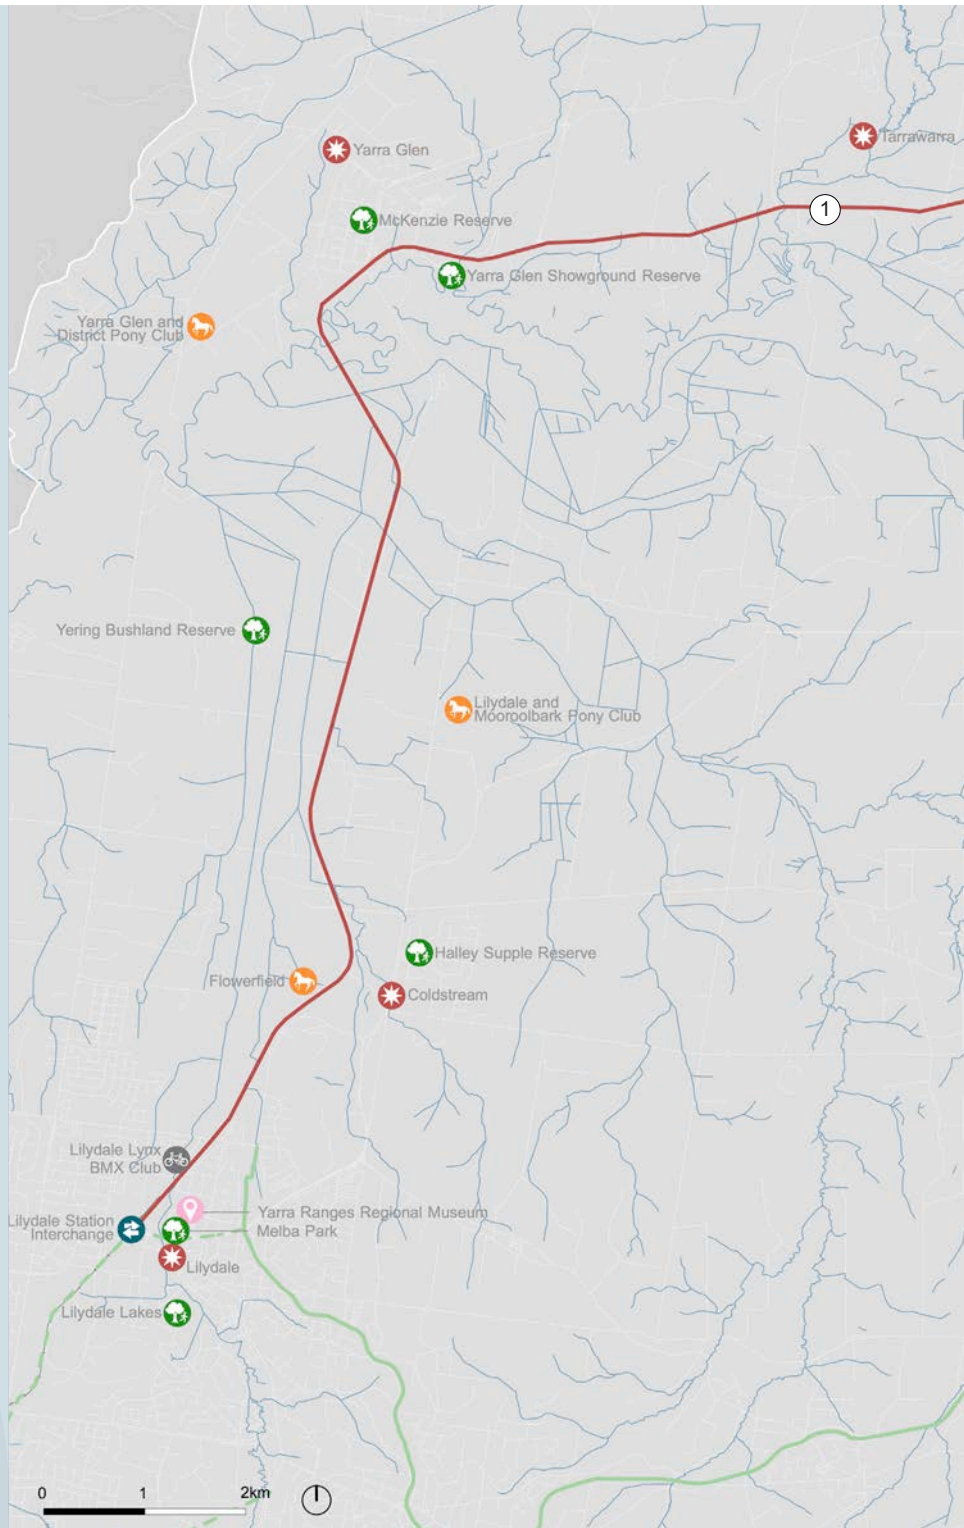 Yarra Glen
Tarrawarra
McKenzie Reserve
1
Yarra Glen Showground Reserve
Yarra Glen and
District Pony Club
Yering Bushland Reserve
Lilydale and
Mooroolbark Pony Club
Halley Supple Reserve
Flowerfield
Coldstream
Lilydale Lynx
BMX Club
Yarra Ranges Regional Museum
Lilydale Station
Interchange
Melba Park
Lilydale
Lilydale Lakes
0 1 2km